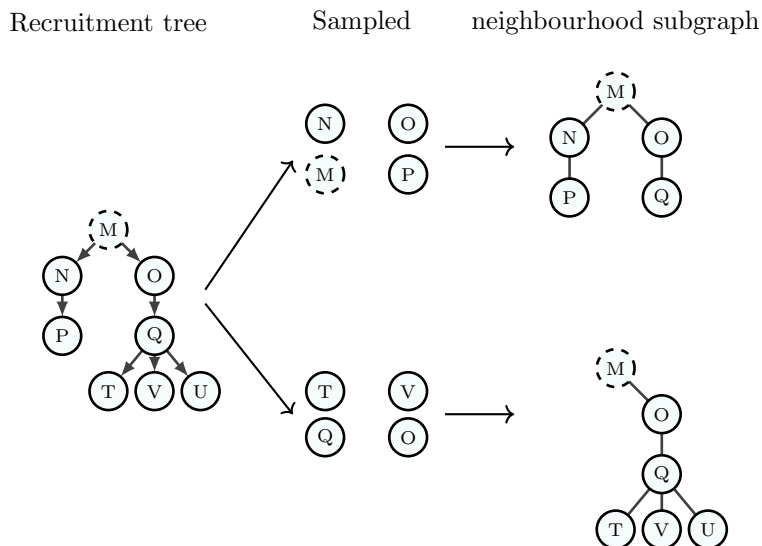 Recruitment tree
Sampled
neighbourhood subgraph
M
N O
P Q
T V U
N O
M P
T V
Q O
M
N O
P Q
M
O
Q
T V U